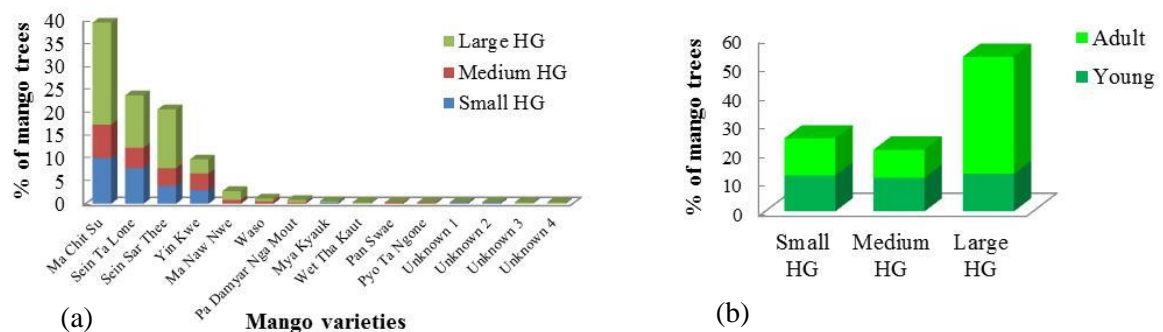 % of mango trees
40
35
30
25
20
15
10
5
0
Large HG
Medium HG
Small HG
Ma Chit Su
Sein Ta Lone
Sein Sar Thee
Yin Kwe
Ma Naw Nwe
Waso
Pa Damyar Nga Mout
Mya Kyauk
Wet Tha Kaut
Pan Swae
Pyo Ta Ngone
Unknown 1
Unknown 2
Unknown 3
Unknown 4
(a)
Mango varieties
% of mango trees
60
50
40
30
20
10
0
Adult
Young
Small
HG
Medium
HG
Large
HG
(b)